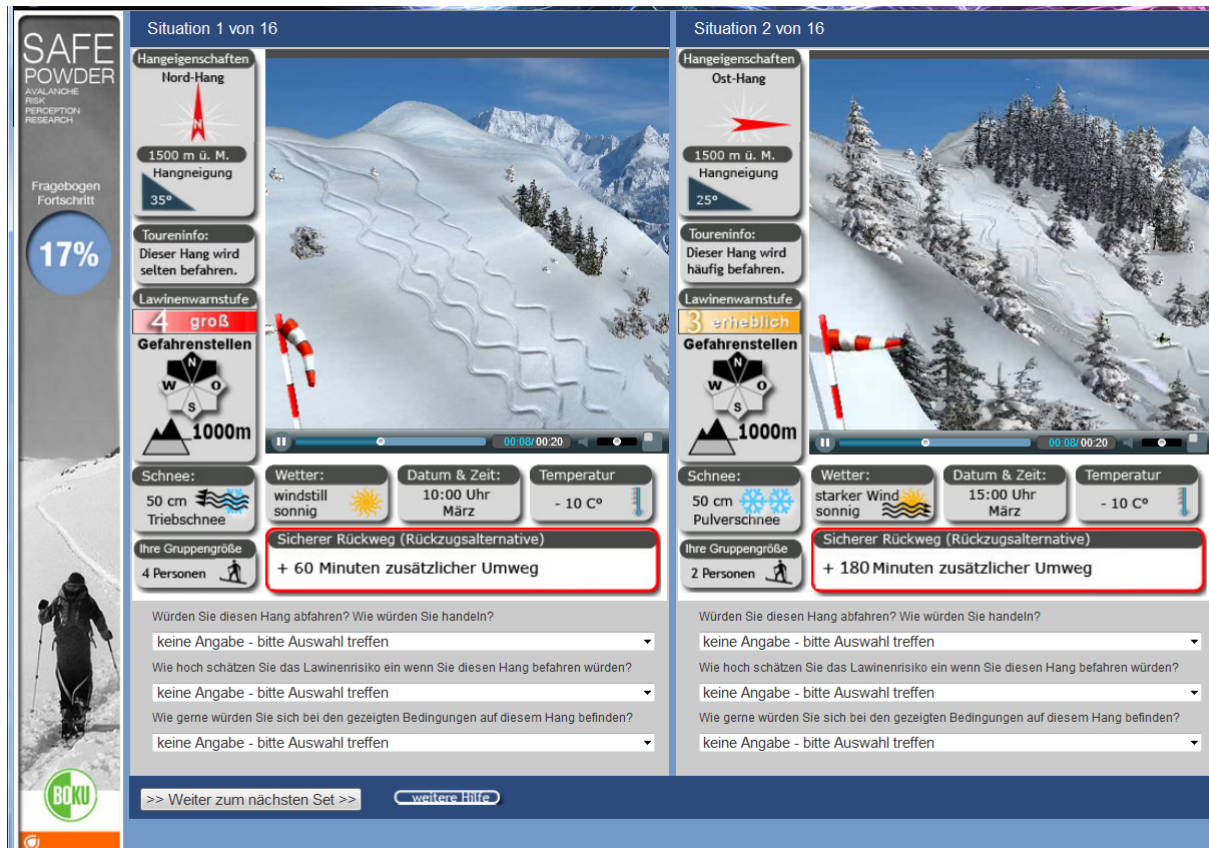 SAFE
POWDER
AVALANCHE
RISK
PERCEPTION
RESEARCH
Fragebogen
Fortschritt
17%
BOKU
Situation 1 von 16
Hangeigenschaften
Nord-Hang
N
1500 m ü. M.
Hangneigung
35°
Toureninfo:
Dieser Hang wird
selten befahren.
Lawinenwarnstufe
4 groß
Gefahrenstellen
N
W O
S
1000m
00:08/00:20
Schnee:
50 cm
Triebschnee
Wetter:
windstill
sonnig
Datum & Zeit:
10:00 Uhr
März
Temperatur
- 10 C°
Ihre Gruppengröße
4 Personen
Sicherer Rückweg (Rückzugsalternative)
+ 60 Minuten zusätzlicher Umweg
Würden Sie diesen Hang abfahren? Wie würden Sie handeln?
keine Angabe - bitte Auswahl treffen
Wie hoch schätzen Sie das Lawinenrisiko ein wenn Sie diesen Hang befahren würden?
keine Angabe - bitte Auswahl treffen
Wie gerne würden Sie sich bei den gezeigten Bedingungen auf diesem Hang befinden?
keine Angabe - bitte Auswahl treffen
Situation 2 von 16
Hangeigenschaften
Ost-Hang
1500 m ü. M.
Hangneigung
25°
Toureninfo:
Dieser Hang wird
häufig befahren.
Lawinenwarnstufe
3 erheblich
Gefahrenstellen
N
W O
S
1000m
00:08/00:20
Schnee:
50 cm
Pulverschnee
Wetter:
starker Wind
sonnig
Datum & Zeit:
15:00 Uhr
März
Temperatur
- 10 C°
Ihre Gruppengröße
2 Personen
Sicherer Rückweg (Rückzugsalternative)
+ 180 Minuten zusätzlicher Umweg
Würden Sie diesen Hang abfahren? Wie würden Sie handeln?
keine Angabe - bitte Auswahl treffen
Wie hoch schätzen Sie das Lawinenrisiko ein wenn Sie diesen Hang befahren würden?
keine Angabe - bitte Auswahl treffen
Wie gerne würden Sie sich bei den gezeigten Bedingungen auf diesem Hang befinden?
keine Angabe - bitte Auswahl treffen
>> Weiter zum nächsten Set >>
weitere Hilfe